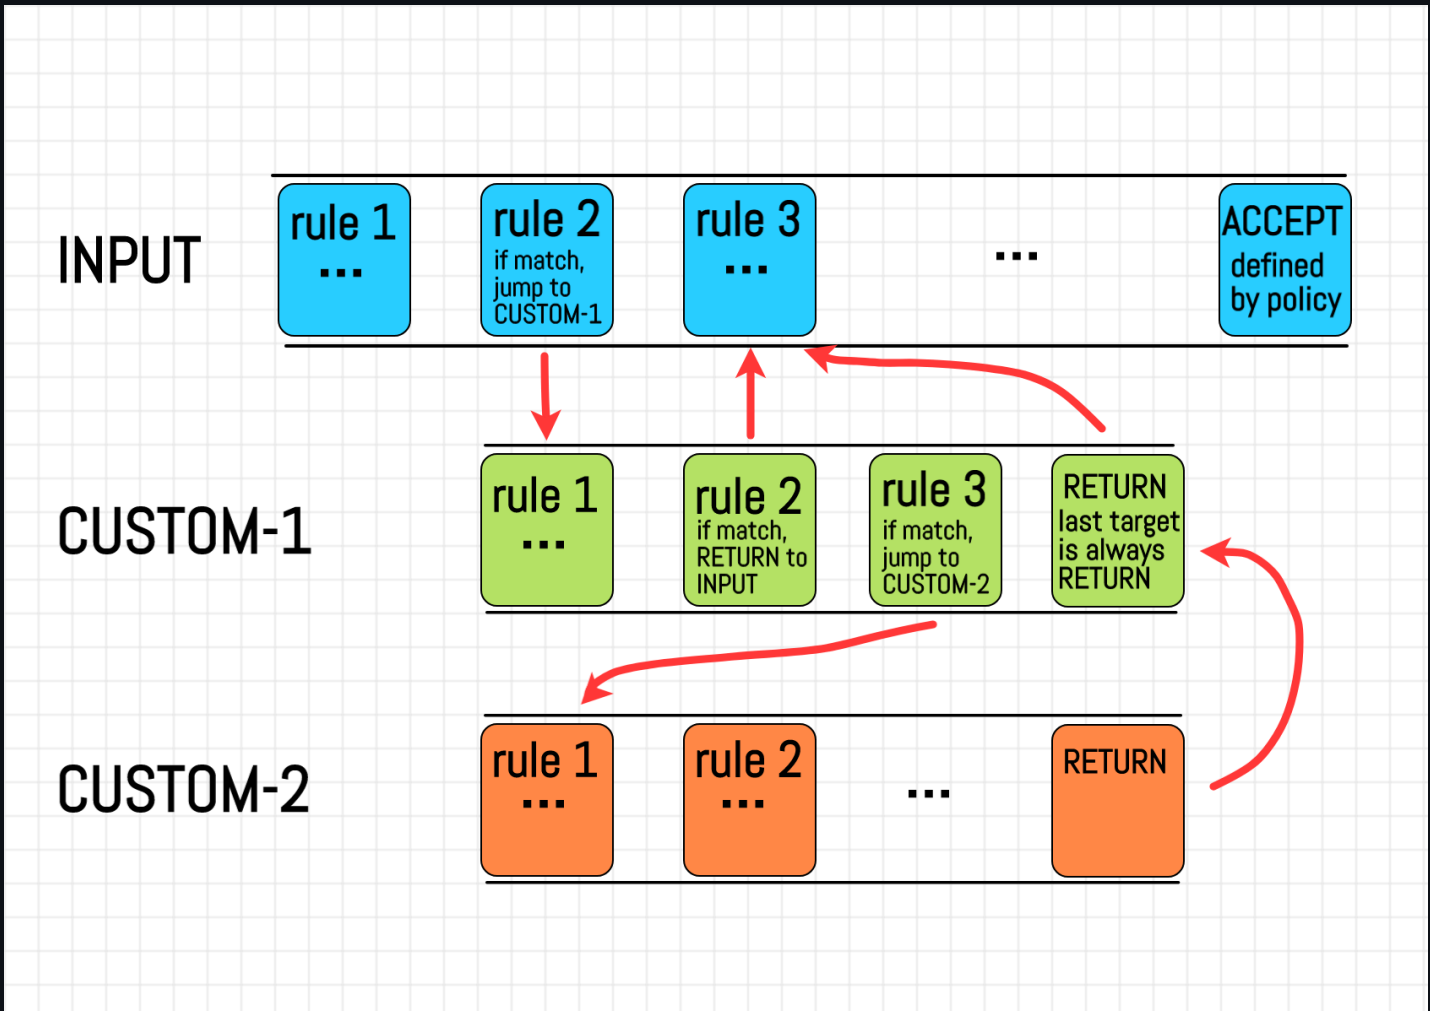 INPUT
rule 1
...
rule 2
if match,
jump to
CUSTOM-1
rule 3
...
...
ACCEPT
defined
by policy
CUSTOM-1
rule 1
...
rule 2
if match,
RETURN to
INPUT
rule 3
if match,
jump to
CUSTOM-2
RETURN
last target
is always
RETURN
CUSTOM-2
rule 1
...
rule 2
...
...
RETURN